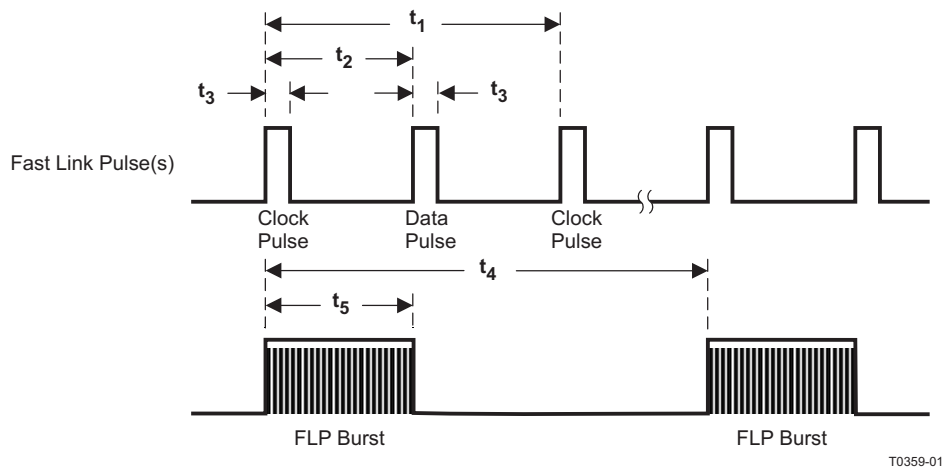 t1
t2
t3
t3
Fast Link Pulse(s)
Clock
Pulse
Data
Pulse
Clock
Pulse
t4
t5
FLP Burst
FLP Burst
T0359-01